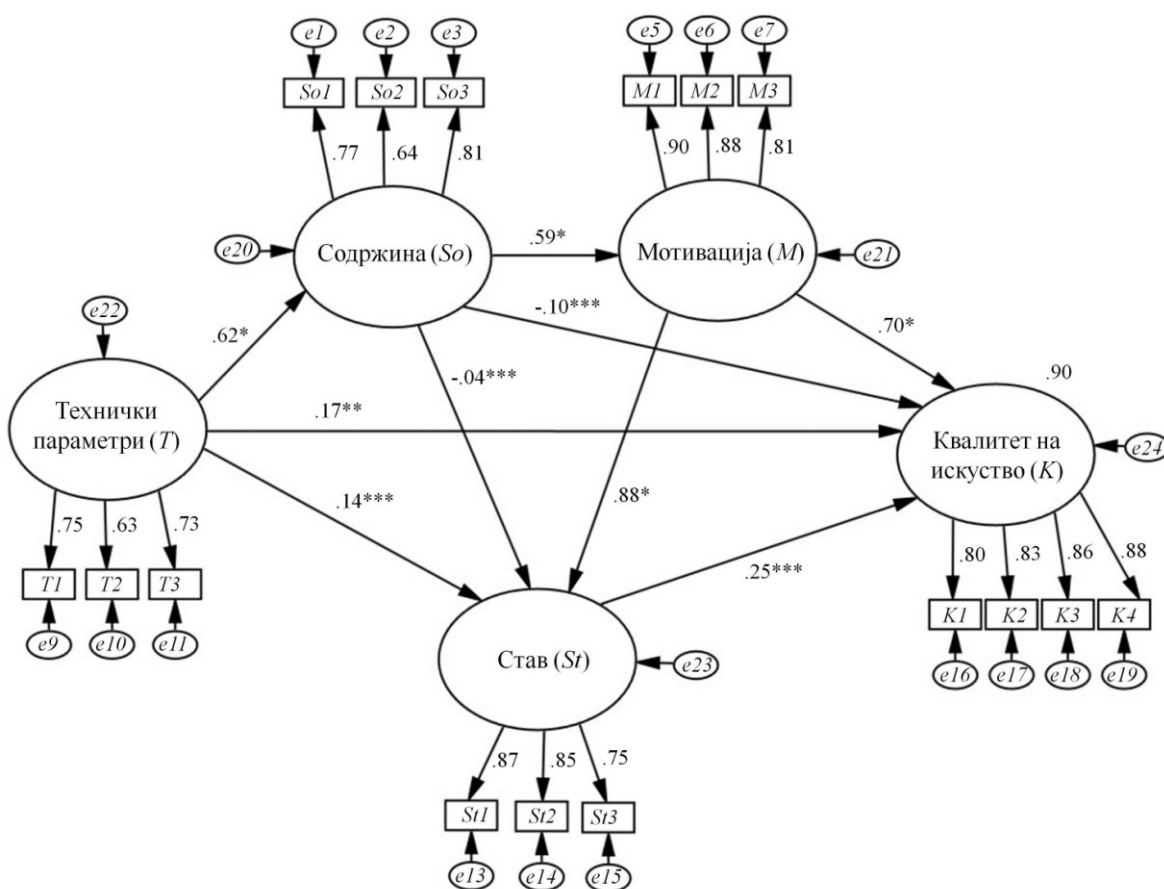 e1 e2 e3 e5 e6 e7
So1 So2 So3 M1 M2 M3
.77 .64 .81 .90 .88 .81
e20 Содржина (So) .59* Мотивација (M) e21
e22
.62* -.10*** .70*
-.04*** .90
Технички
параметри (T)
.17**
Квалитет на
искуство (K)
e24
.14*** .88*
.75 .63 .73
.80 .83 .86 .88
.25***
T1 T2 T3
K1 K2 K3 K4
e9 e10 e11
Став (St) e23
e16 e17 e18 e19
.87 .85 .75
St1 St2 St3
e13 e14 e15